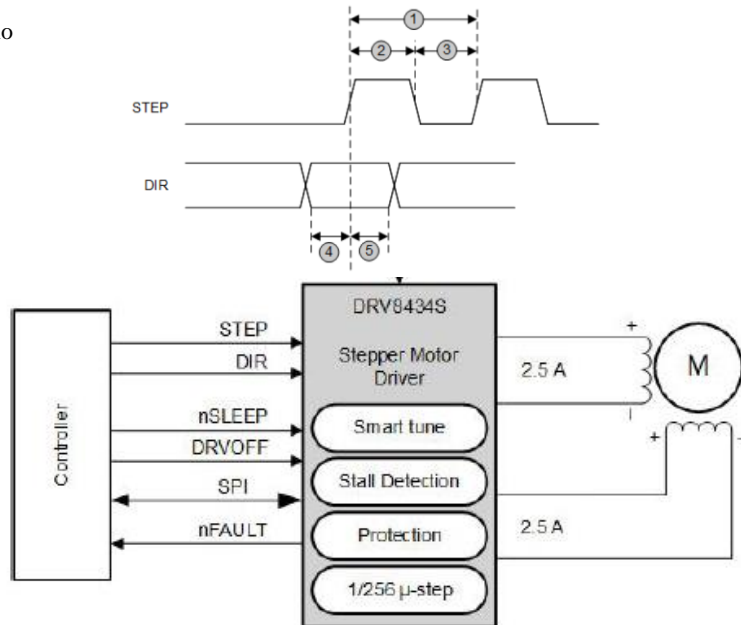 o
1
2
3
STEP
DIR
4
5
DRV8434S
Stepper Motor
Driver
Controller
STEP
DIR
nSLEEP
DRVOFF
SPI
nFAULT
Smart tune
Stall Detection
Protection
1/256 µ-step
2.5 A
2.5 A
+
-
M
+
-